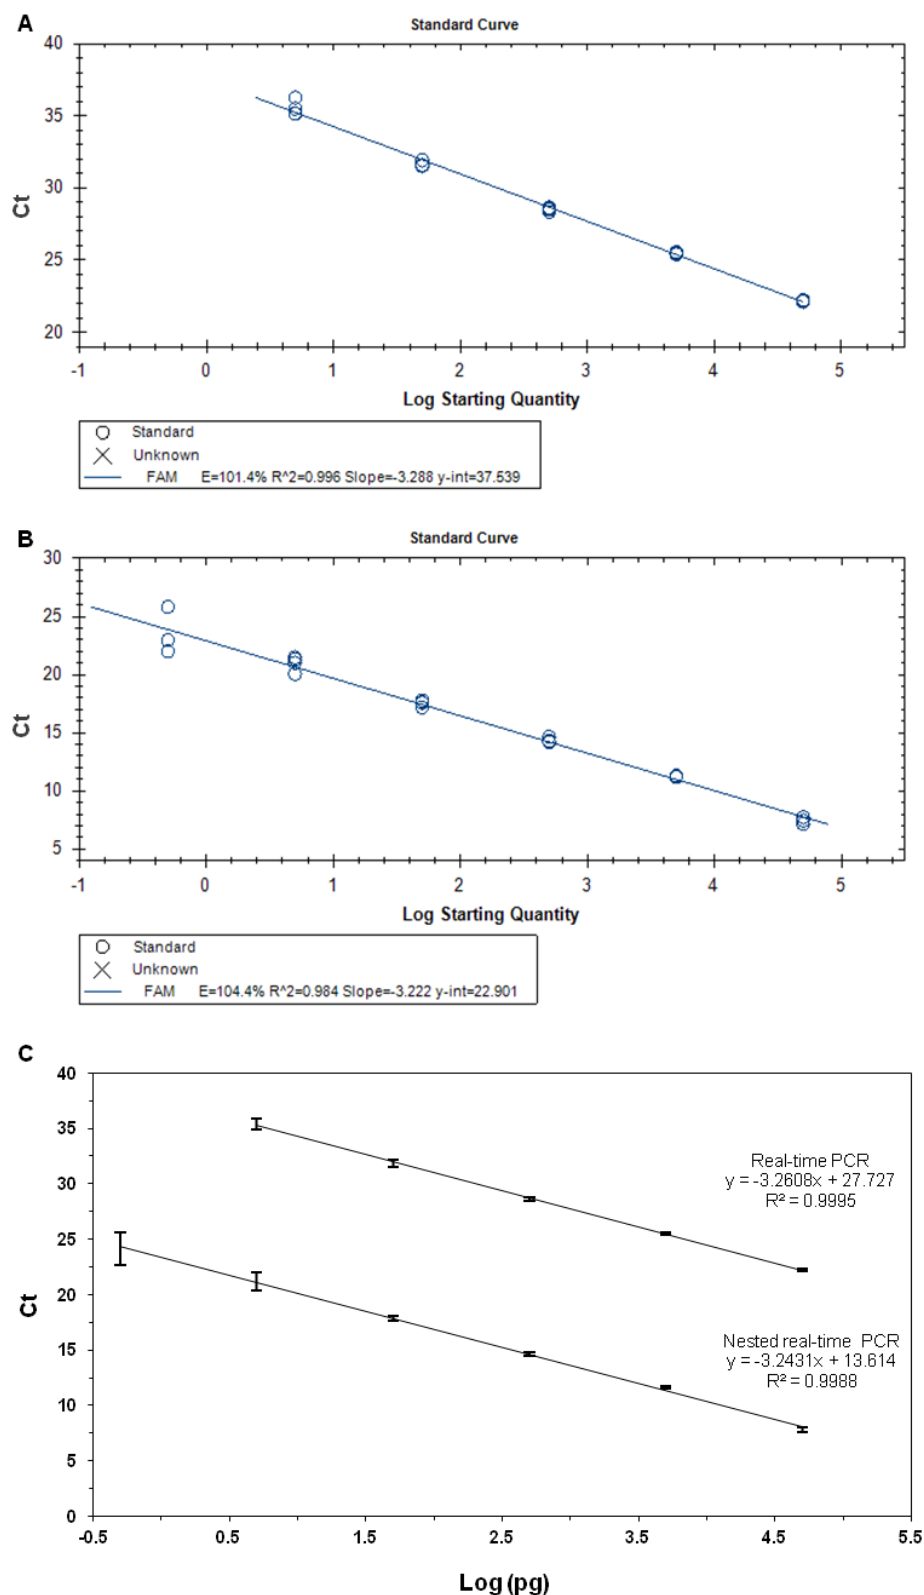 A
Standard Curve
40
35
30
25
20
Ct
-1 0 1 2 3 4 5
Log Starting Quantity
Standard
Unknown
FAM E=101.4% R^2=0.996 Slope=-3.288 y-int=37.539
B
Standard Curve
30
25
20
15
10
5
Ct
-1 0 1 2 3 4 5
Log Starting Quantity
Standard
Unknown
FAM E=104.4% R^2=0.984 Slope=-3.222 y-int=22.901
C
40
35
30
25
20
15
10
5
0
Ct
Real-time PCR
y = -3.2608x + 27.727
R² = 0.9995
Nested real-time PCR
y = -3.2431x + 13.614
R² = 0.9988
-0.5 0.5 1.5 2.5 3.5 4.5 5.5
Log (pg)